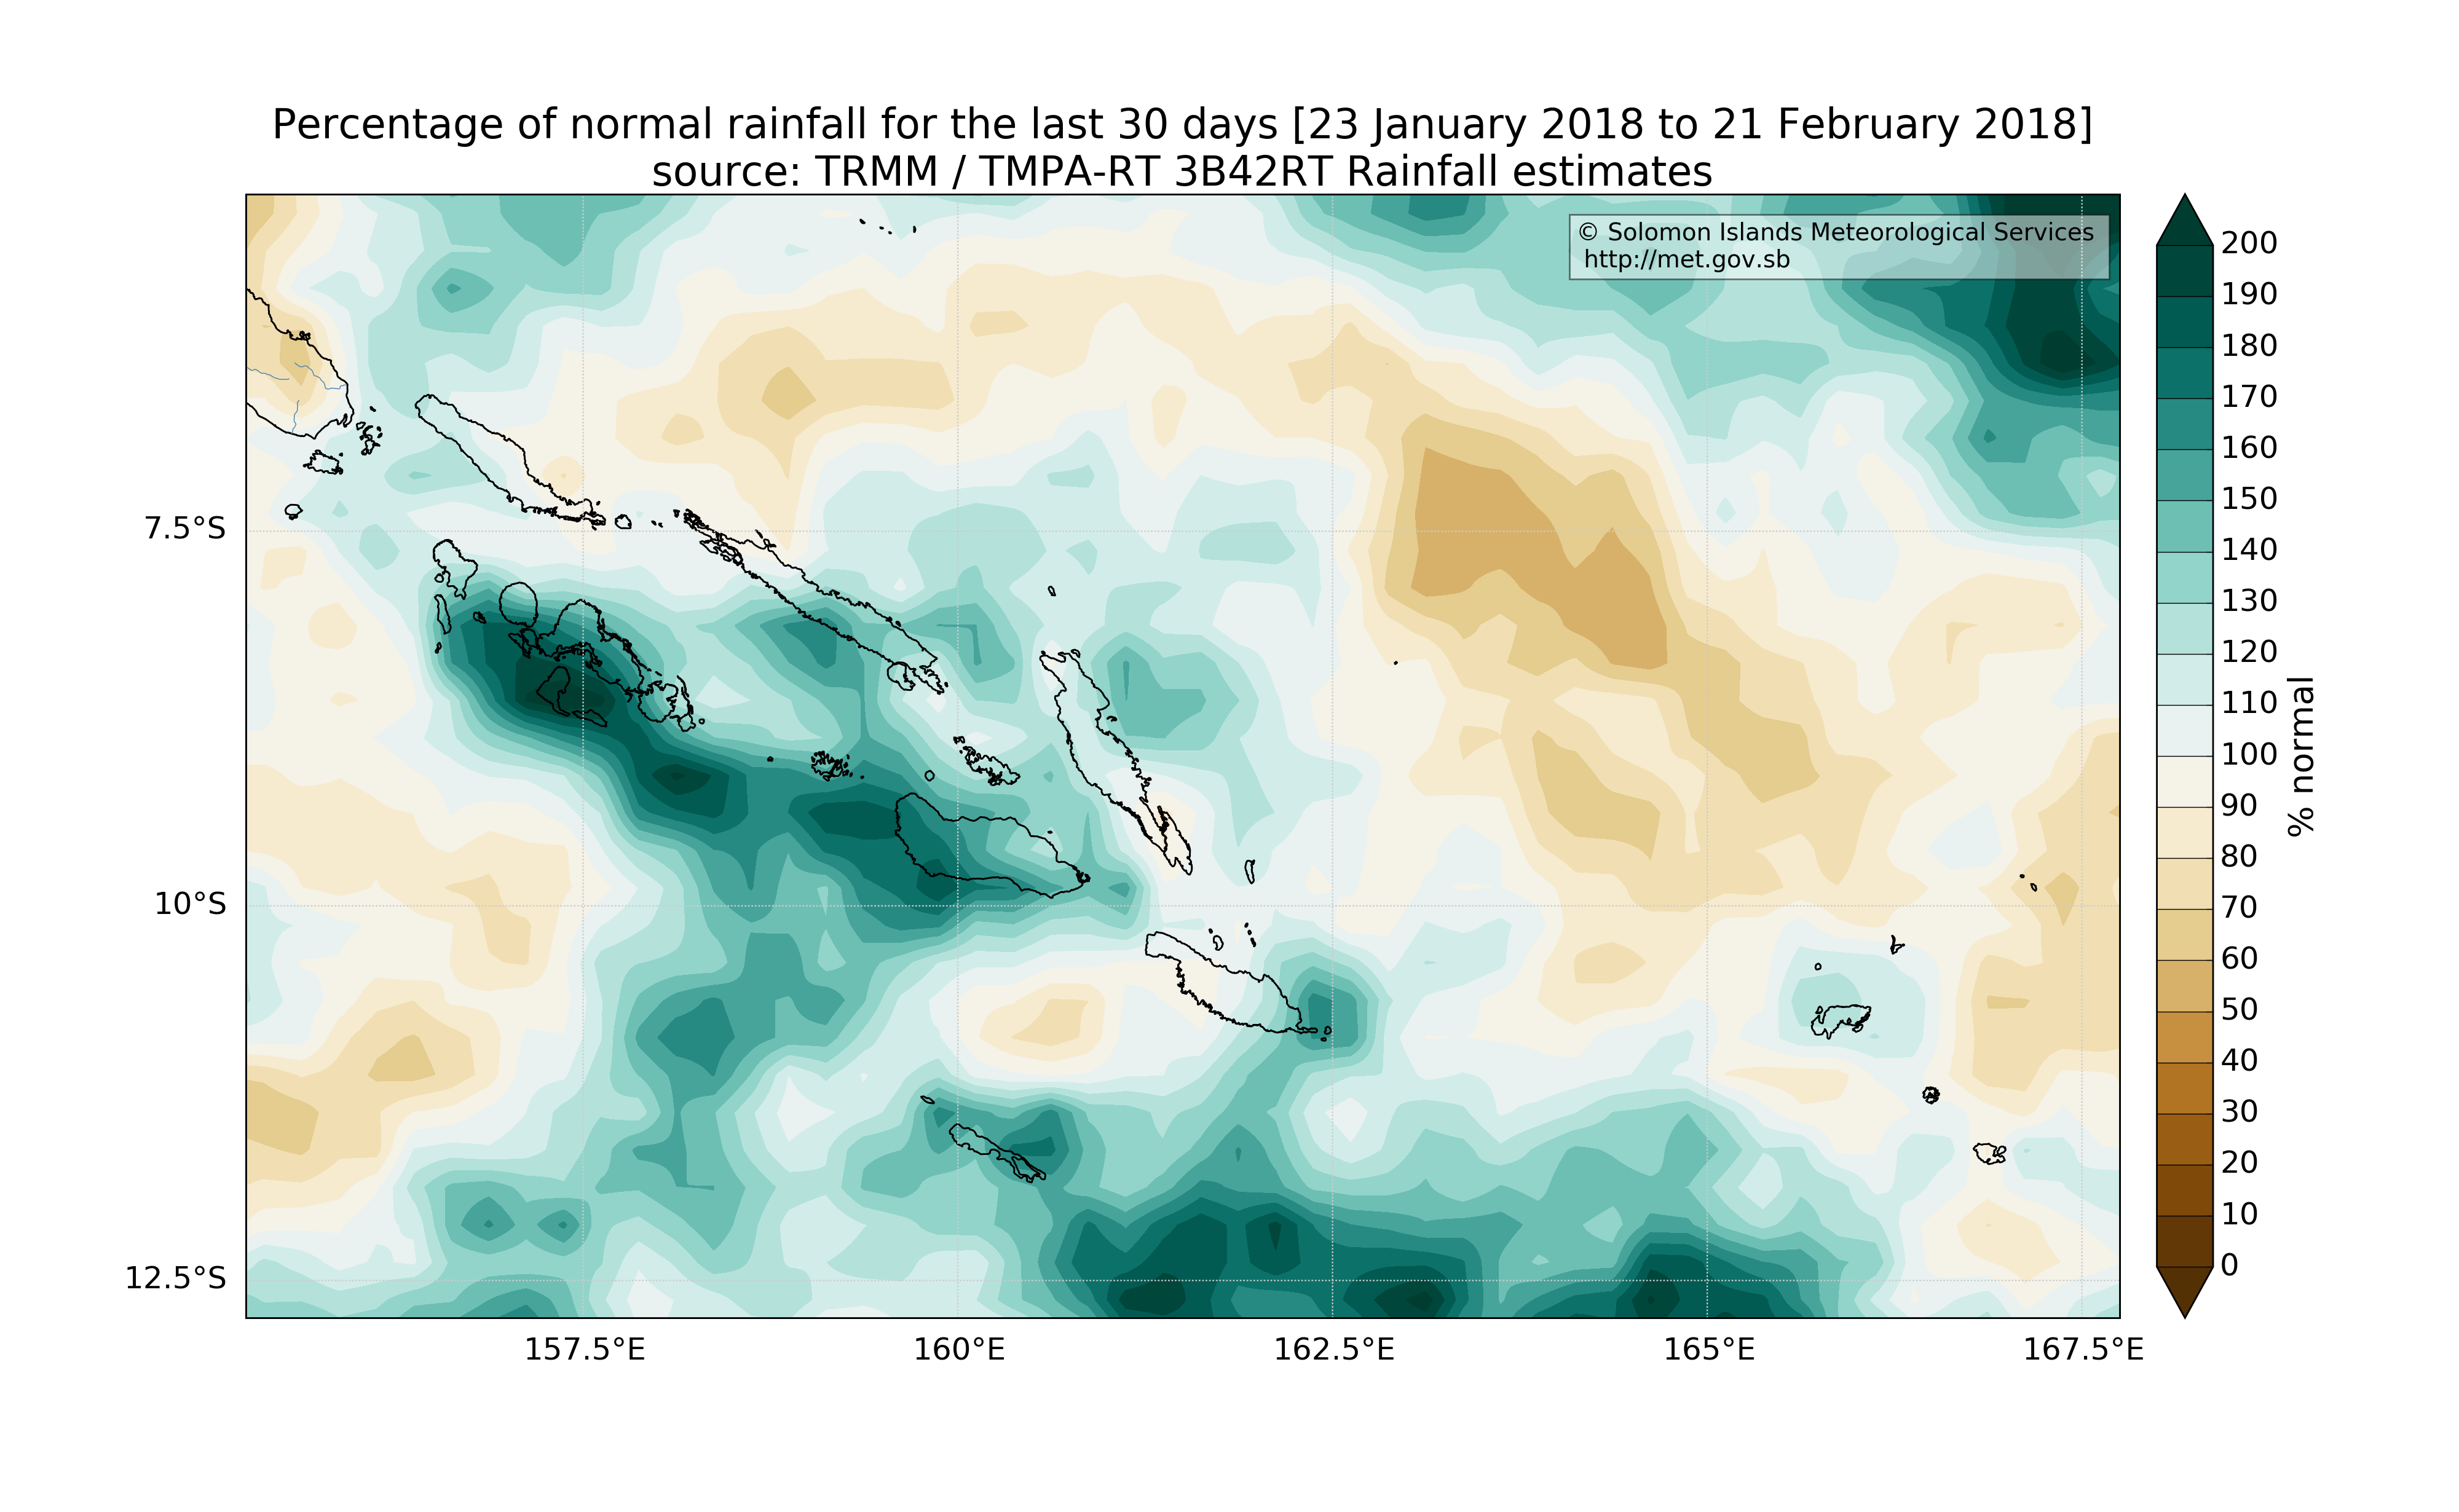 Percentage of normal rainfall for the last 30 days [23 January 2018 to 21 February 2018]
source: TRMM / TMPA-RT 3B42RT Rainfall estimates
© Solomon Islands Meteorological Services
http://met.gov.sb
7.5°S
10°S
12.5°S
157.5°E
160°E
162.5°E
165°E
167.5°E
200
190
180
170
160
150
140
130
120
110
100
90
80
70
60
50
40
30
20
10
0
% normal